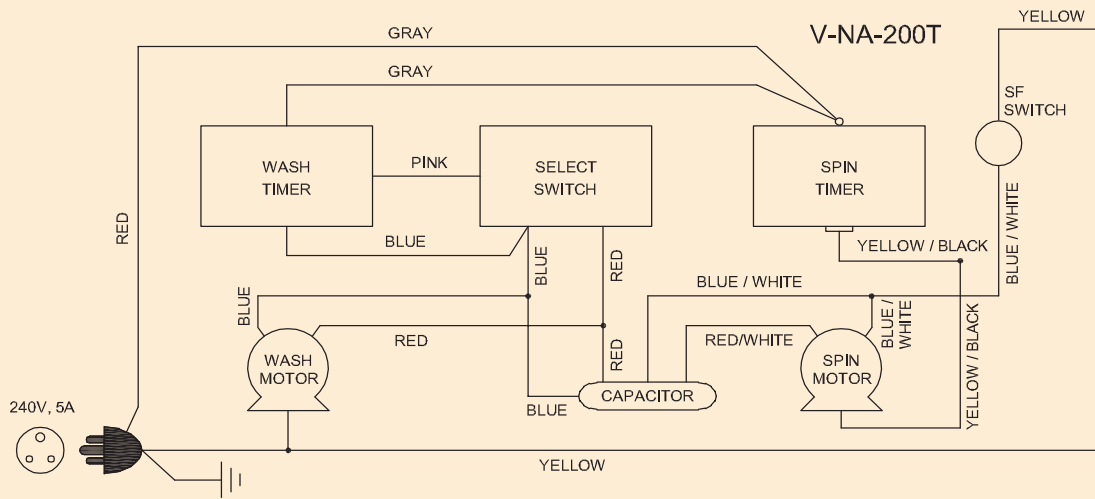 YELLOW
GRAY
V-NA-200T
GRAY
SF
SWITCH
WASH
TIMER
PINK
SELECT
SWITCH
SPIN
TIMER
RED
BLUE
BLUE
RED
YELLOW / BLACK
BLUE / WHITE
BLUE / WHITE
BLUE
RED
RED
RED/WHITE
BLUE /
WHITE
YELLOW / BLACK
WASH
MOTOR
SPIN
MOTOR
CAPACITOR
BLUE
240V, 5A
YELLOW